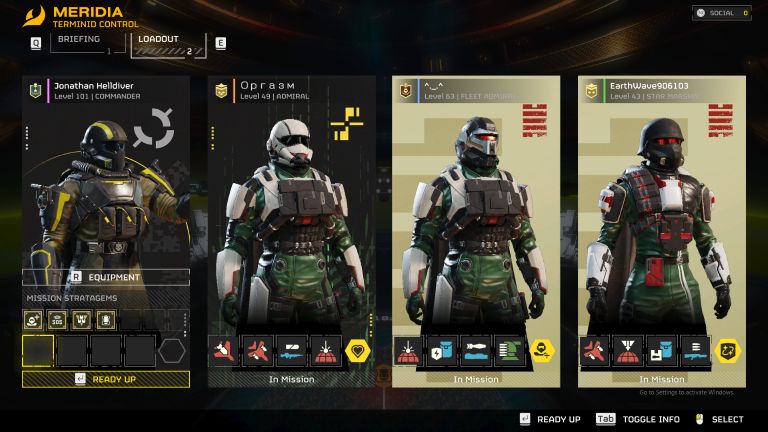 MERIDIA
TERMINID CONTROL
SOCIAL 0
Q
BRIEFING
1
LOADOUT
2
E
Jonathan Helldiver
Level 101 | COMMANDER
Оргазм
Level 49 | ADMIRAL
^_^
Level 63 | FLEET ADMIRAL
EarthWave906103
Level 43 | STAR MARSHAL
R EQUIPMENT
MISSION STRATAGEMS
SOS
READY UP
In Mission
In Mission
In Mission
Go to Settings to activate Windows.
READY UP
Tab TOGGLE INFO
SELECT